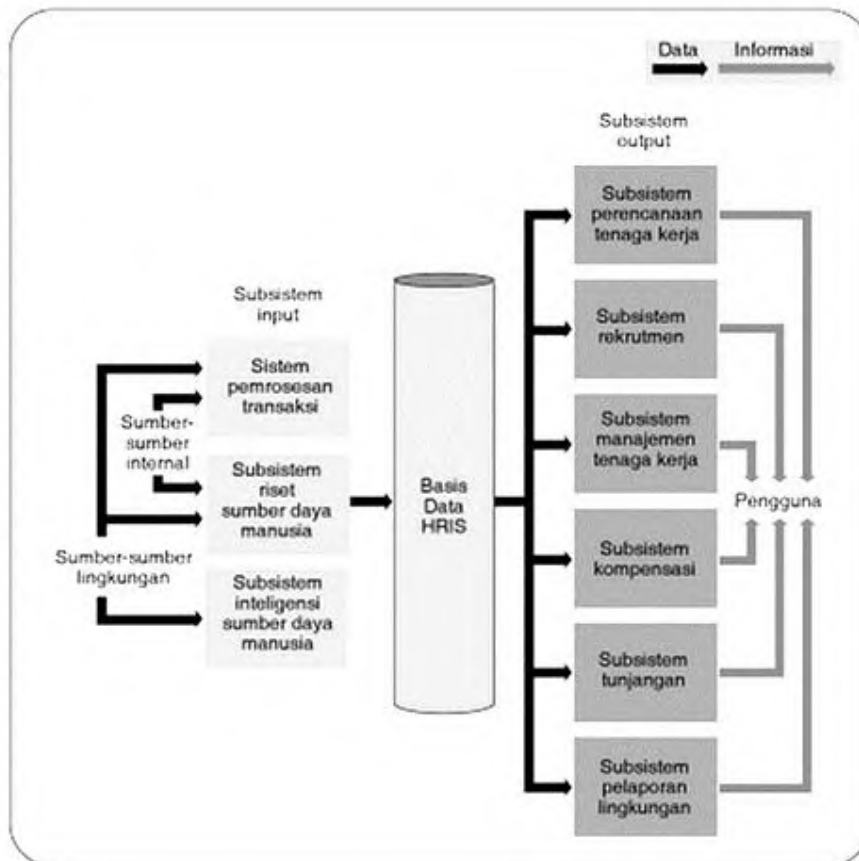 Data
Informasi
Subsistem
output
Subsistem
perencanaan
tenaga kerja
Subsistem
input
Subsistem
rekrutmen
Sistem
pemrosesan
transaksi
Sumber-
sumber
internal
Subsistem
manajemen
tenaga kerja
Subsistem
riset
sumber daya
manusia
Basis
Data
HRIS
Pengguna
Sumber-sumber
lingkungan
Subsistem
kompensasi
Subsistem
inteligensi
sumber daya
manusia
Subsistem
tunjangan
Subsistem
pelaporan
lingkungan